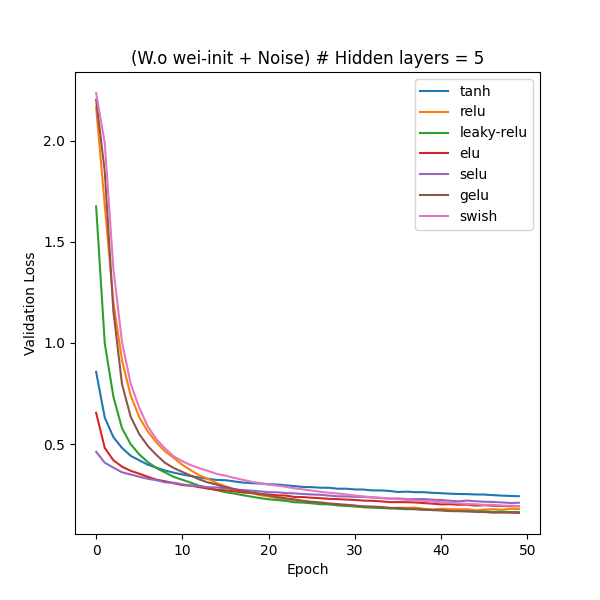 (W.o wei-init + Noise) # Hidden layers = 5
tanh
relu
leaky-relu
elu
selu
gelu
swish
2.0
1.5
1.0
0.5
Validation Loss
0 10 20 30 40 50
Epoch